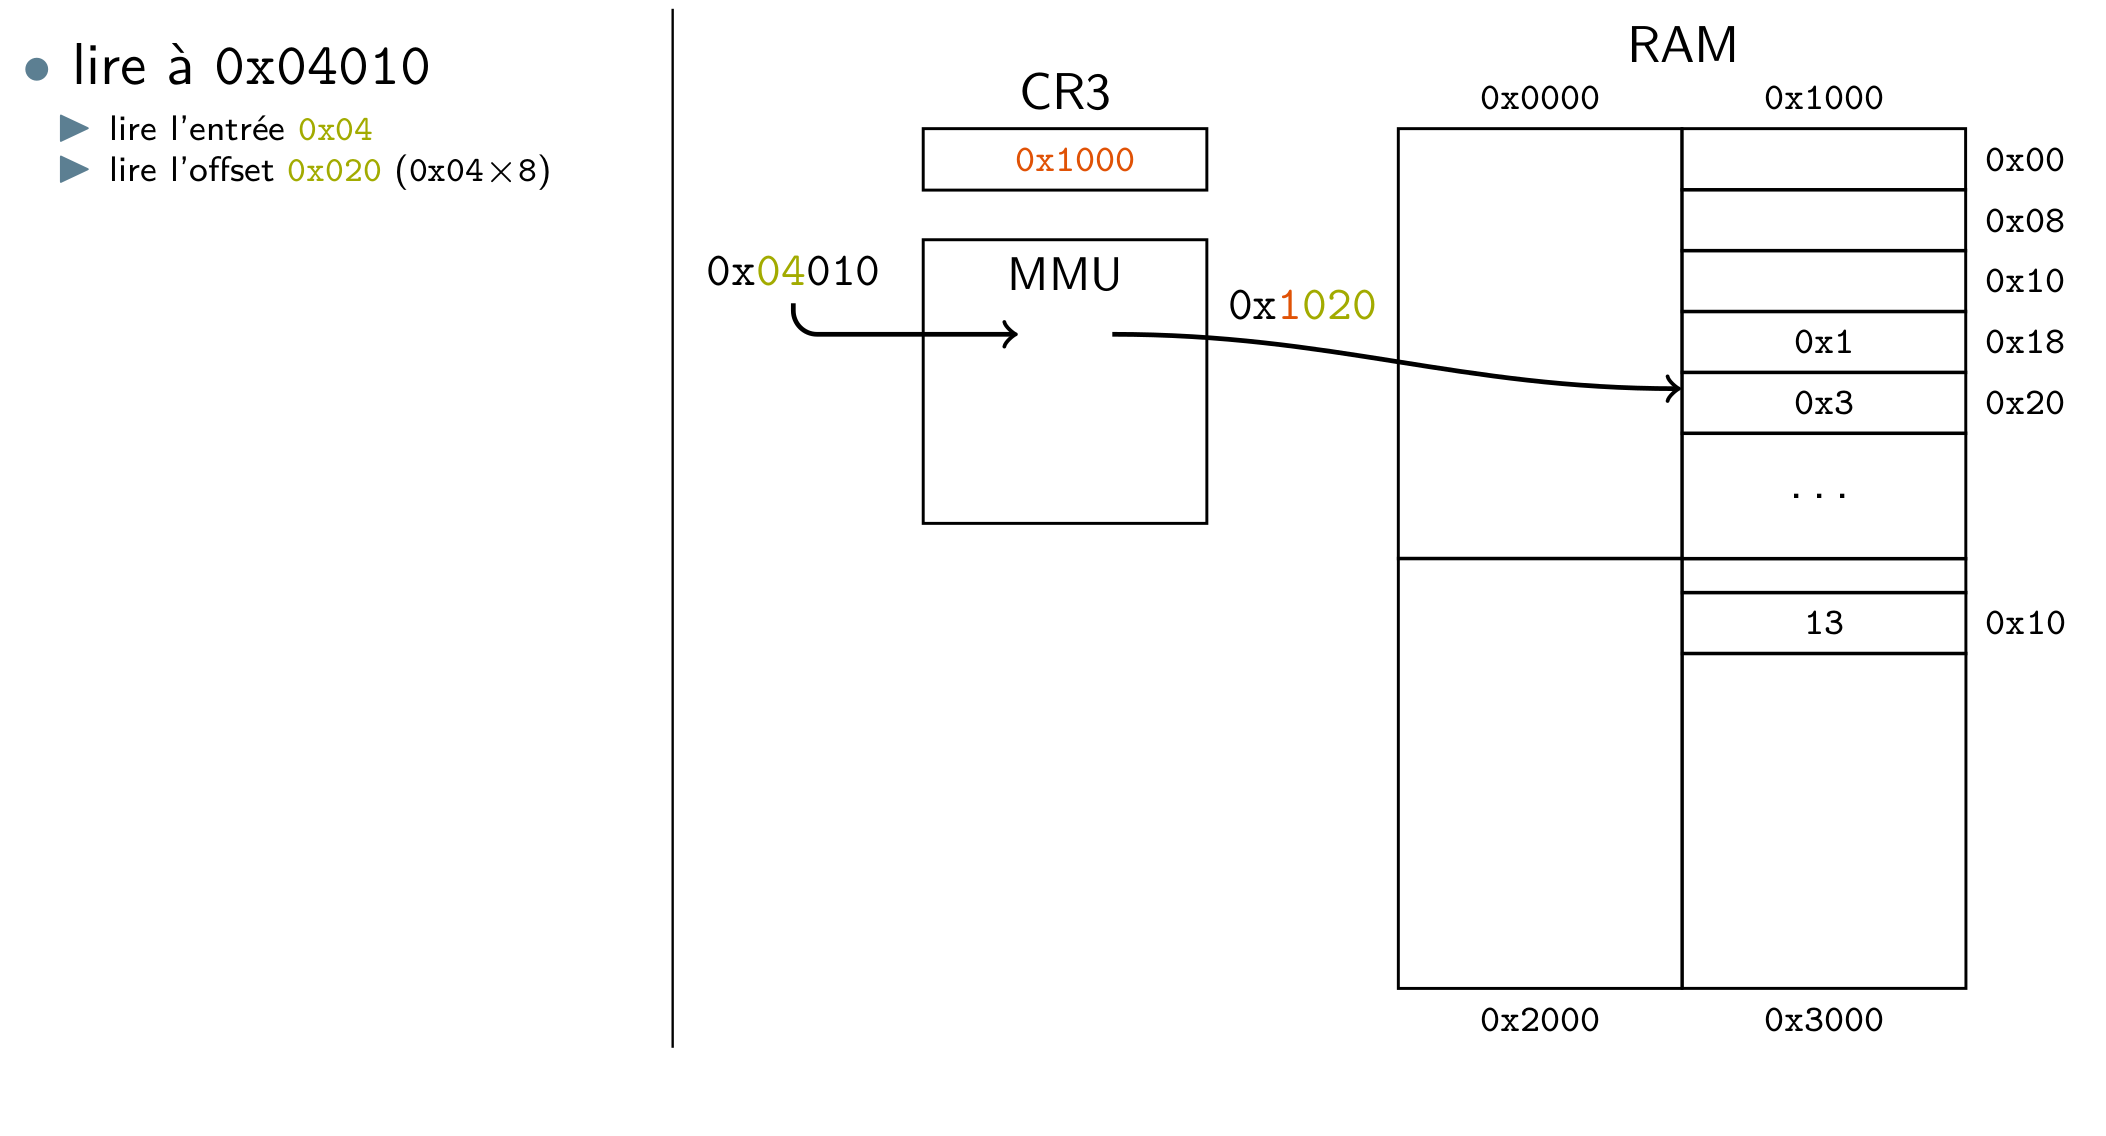 lire à 0x04010
lire l'entrée 0x04
lire l'offset 0x020 (0x04×8)
CR3
0x1000
0x04010
MMU
0x1020
RAM
0x0000 0x1000
0x00
0x08
0x10
0x1 0x18
0x3 0x20
...
13 0x10
0x2000 0x3000